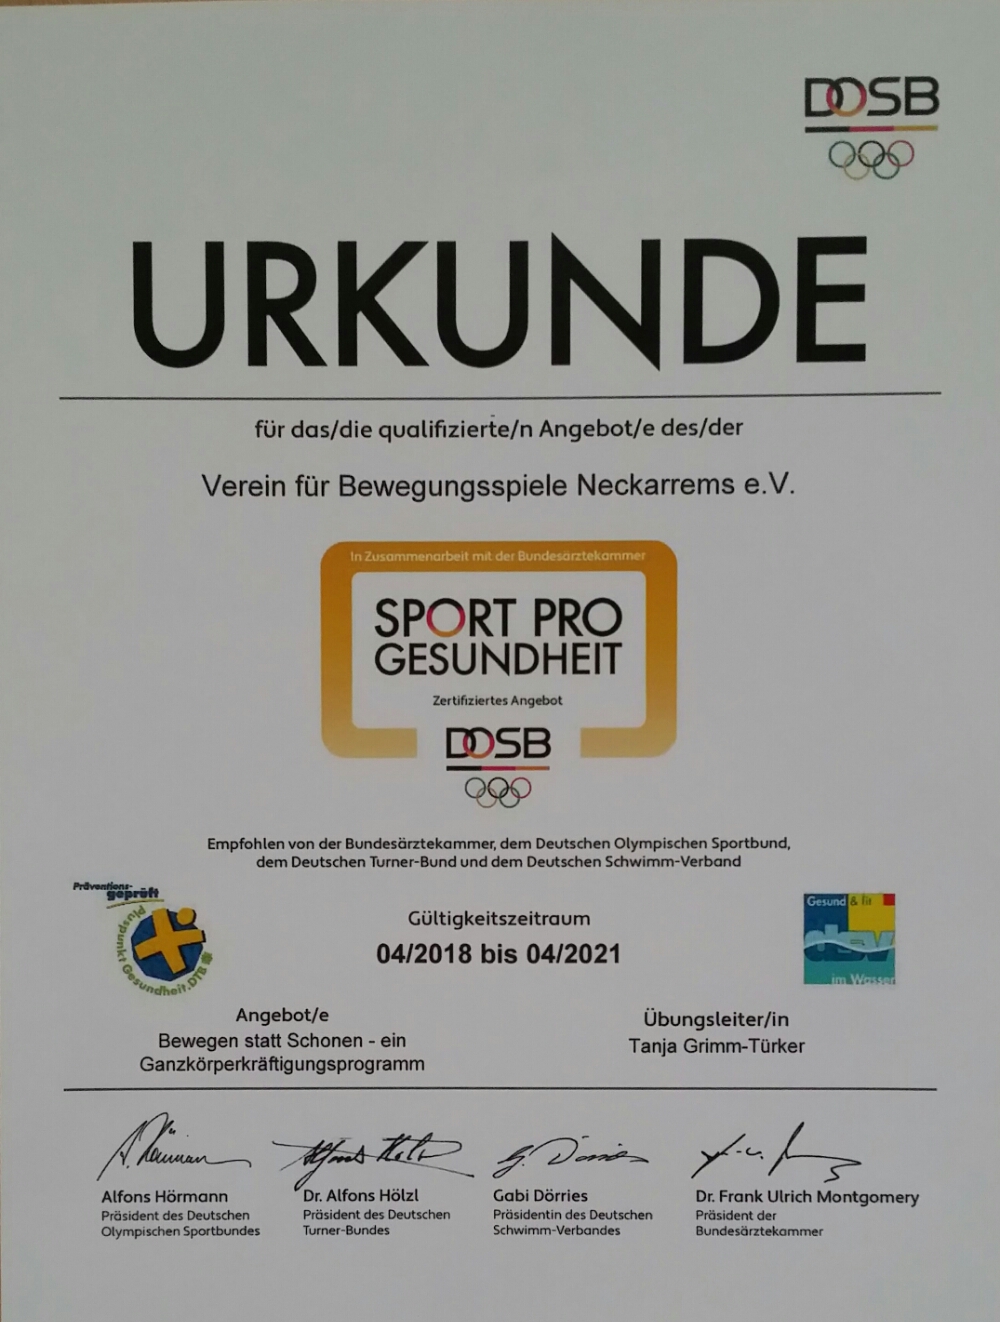 DOSB
URKUNDE
für das/die qualifizierte/n Angebot/e des/der
Verein für Bewegungsspiele Neckarrems e.V.
In Zusammenarbeit mit der Bundesärztekammer
SPORT PRO
GESUNDHEIT
Zertifiziertes Angebot
DOSB
Empfohlen von der Bundesärztekammer, dem Deutschen Olympischen Sportbund,
dem Deutschen Turner-Bund und dem Deutschen Schwimm-Verband
Präventions-
geprüft
Pluspunkt Gesundheit.DTB
Gültigkeitszeitraum
04/2018 bis 04/2021
Gesund & fit
dsv
im Wasser
Angebot/e
Bewegen statt Schonen - ein
Ganzkörperkräftigungsprogramm
Übungsleiter/in
Tanja Grimm-Türker
Alfons Hörmann
Präsident des Deutschen
Olympischen Sportbundes
Dr. Alfons Hölzl
Präsident des Deutschen
Turner-Bundes
Gabi Dörries
Präsidentin des Deutschen
Schwimm-Verbandes
Dr. Frank Ulrich Montgomery
Präsident der
Bundesärztekammer